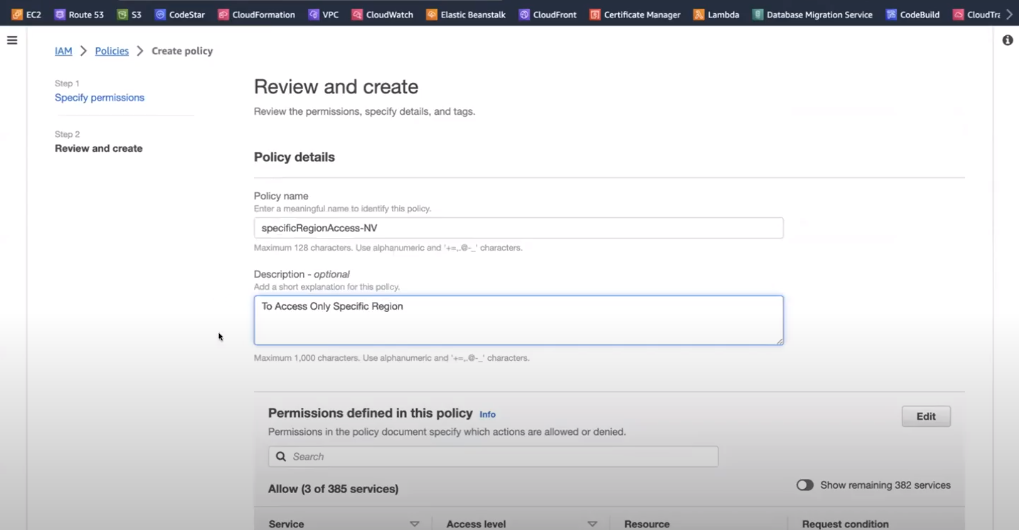 EC2 Route 53 S3 CodeStar CloudFormation VPC CloudWatch Elastic Beanstalk CloudFront Certificate Manager Lambda Database Migration Service CodeBuild CloudTr
IAM > Policies > Create policy
Step 1
Specify permissions
Step 2
Review and create
Review and create
Review the permissions, specify details, and tags.
Policy details
Policy name
Enter a meaningful name to identify this policy.
specificRegionAccess-NV
Maximum 128 characters. Use alphanumeric and '+=,.@-_' characters.
Description - optional
Add a short explanation for this policy.
To Access Only Specific Region
Maximum 1,000 characters. Use alphanumeric and '+=,.@-_' characters.
Permissions defined in this policy Info
Edit
Permissions in the policy document specify which actions are allowed or denied.
Search
Allow (3 of 385 services)
Show remaining 382 services
Service Access level Resource Request condition